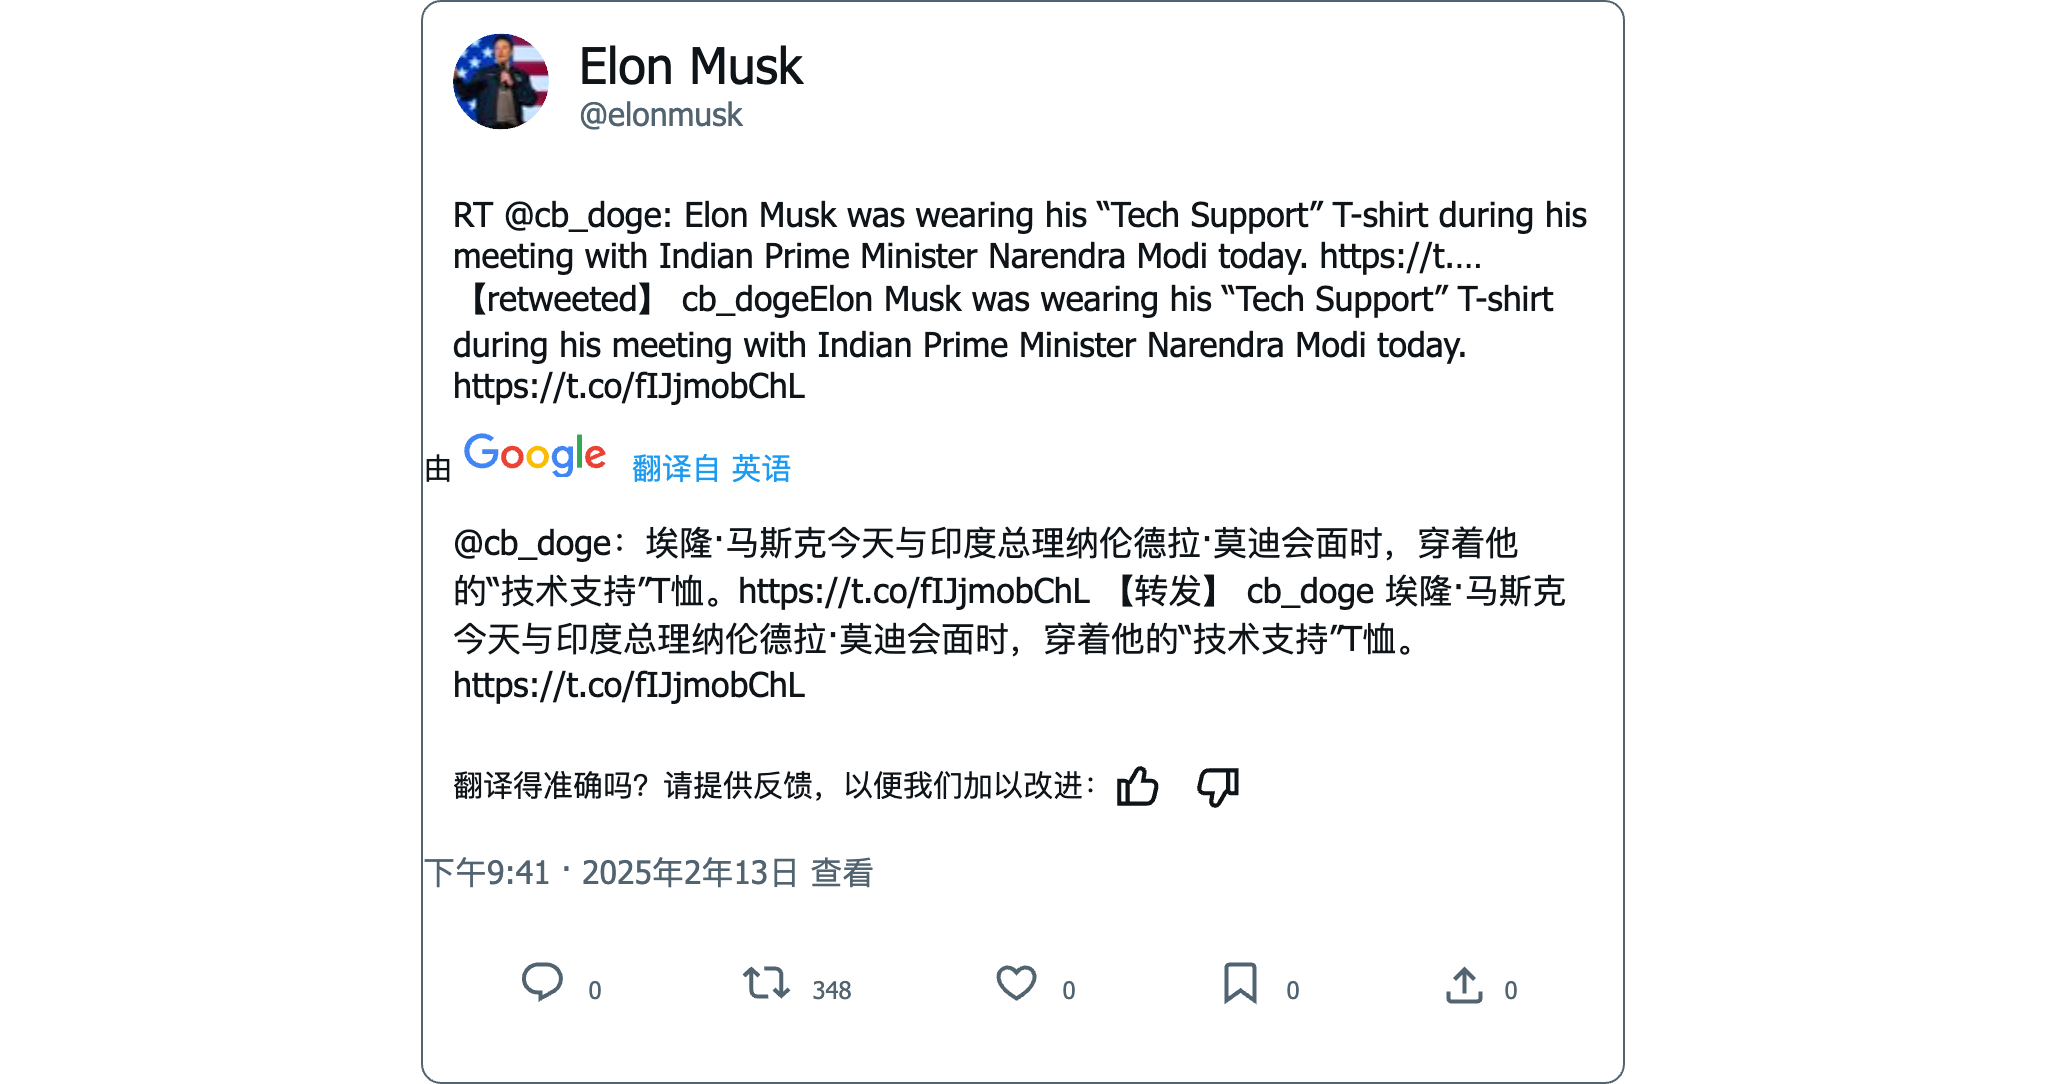 Elon Musk
@elonmusk
RT @cb_doge: Elon Musk was wearing his “Tech Support” T-shirt during his
meeting with Indian Prime Minister Narendra Modi today. https://t.…
【retweeted】 cb_dogeElon Musk was wearing his “Tech Support” T-shirt
during his meeting with Indian Prime Minister Narendra Modi today.
https://t.co/fIJjmobChL
由 Google 翻译自 英语
@cb_doge：埃隆·马斯克今天与印度总理纳伦德拉·莫迪会面时，穿着他
的“技术支持”T恤。https://t.co/fIJjmobChL 【转发】 cb_doge 埃隆·马斯克
今天与印度总理纳伦德拉·莫迪会面时，穿着他的“技术支持”T恤。
https://t.co/fIJjmobChL
翻译得准确吗？请提供反馈，以便我们加以改进：
下午9:41 · 2025年2年13日 查看
0 348 0 0 0